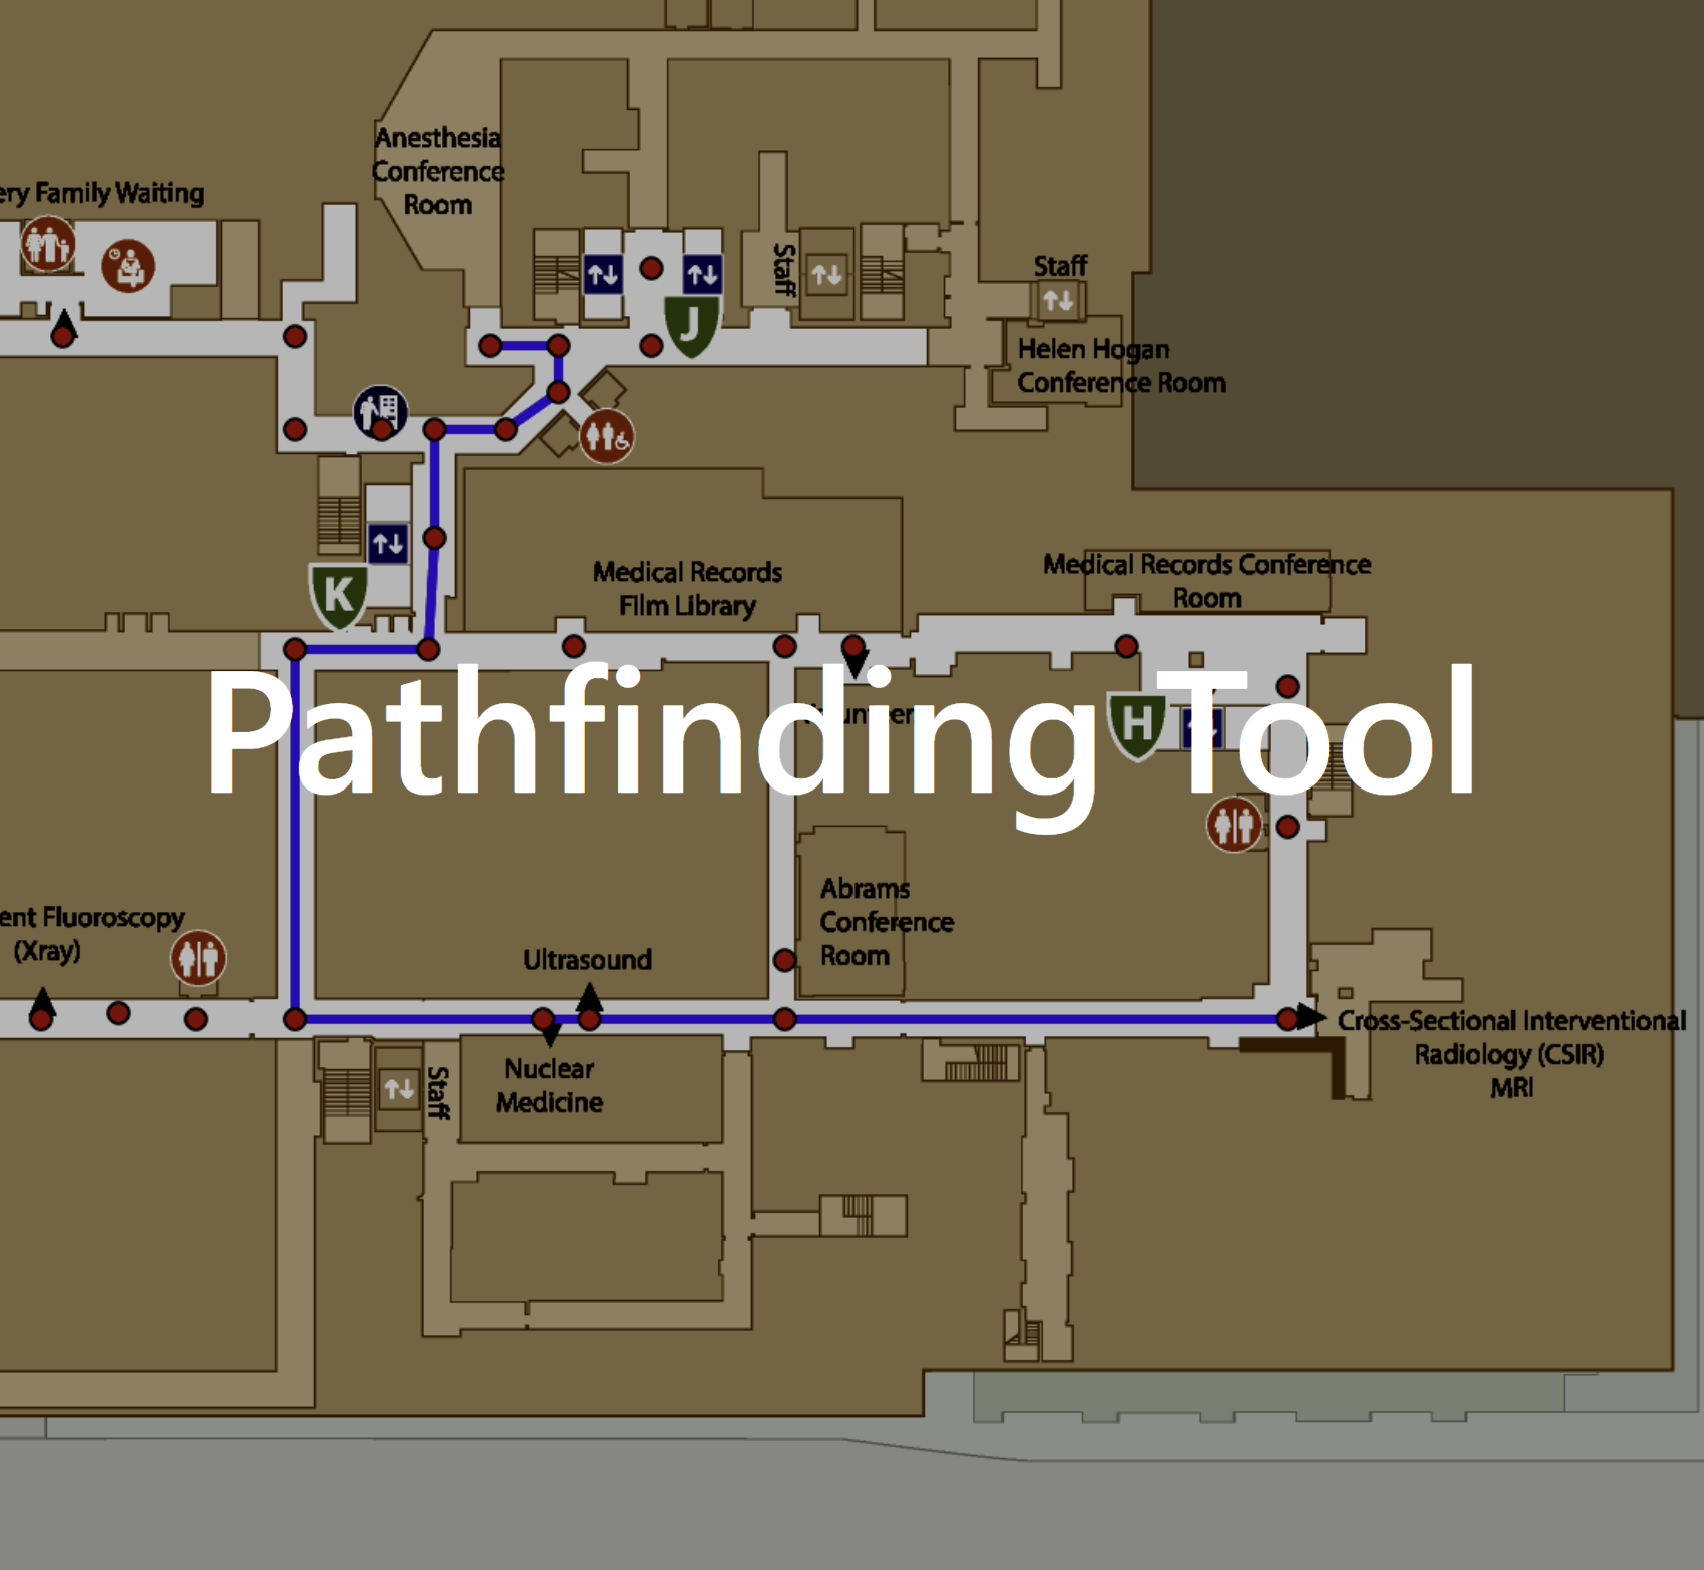 Anesthesia
Conference
Room
ery Family Waiting
Staff
Staff
J
Helen Hogan
Conference Room
Medical Records
Film Library
Medical Records Conference
Room
K
Pathfinding Tool
Volunteer
H
Abrams
Conference
Room
ent Fluoroscopy
(Xray)
Ultrasound
Cross-Sectional Interventional
Radiology (CSIR)
MRI
Nuclear
Medicine
Staff